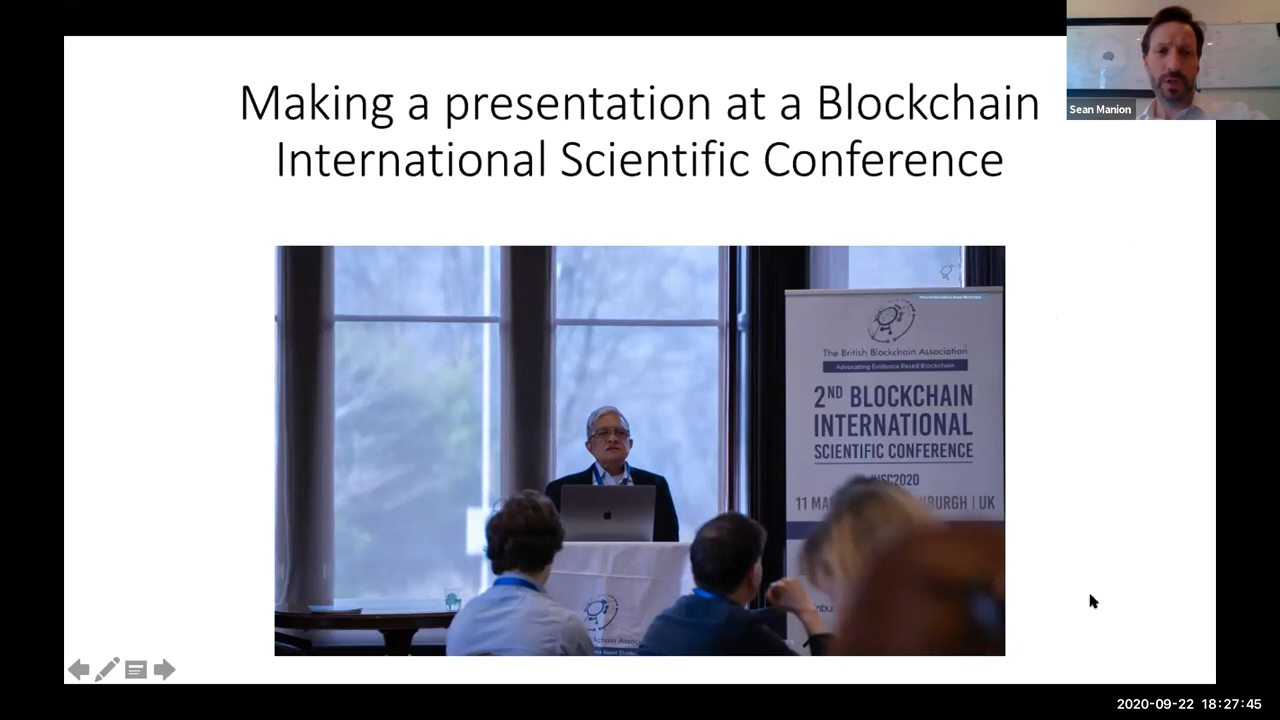 Making a presentation at a Blockchain
International Scientific Conference
Sean Manion
The British Blockchain Association
Advocating Evidence Based Blockchain
2ND BLOCKCHAIN
INTERNATIONAL
SCIENTIFIC CONFERENCE
ISC2020
11 MA BURGH | UK
2020-09-22 18:27:45